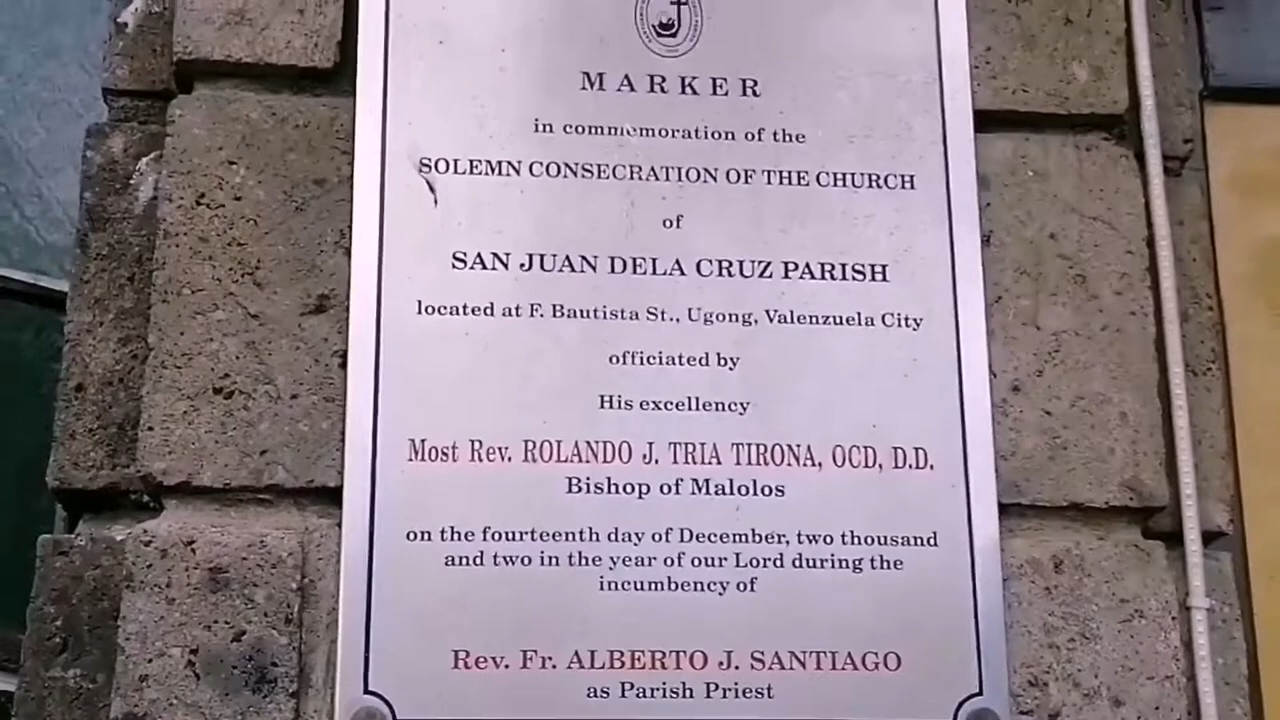 MARKER
in commemoration of the
SOLEMN CONSECRATION OF THE CHURCH
of
SAN JUAN DELA CRUZ PARISH
located at F. Bautista St., Ugong, Valenzuela City
officiated by
His excellency
Most Rev. ROLANDO J. TRIA TIRONA, OCD, D.D.
Bishop of Malolos
on the fourteenth day of December, two thousand
and two in the year of our Lord during the
incumbency of
Rev. Fr. ALBERTO J. SANTIAGO
as Parish Priest